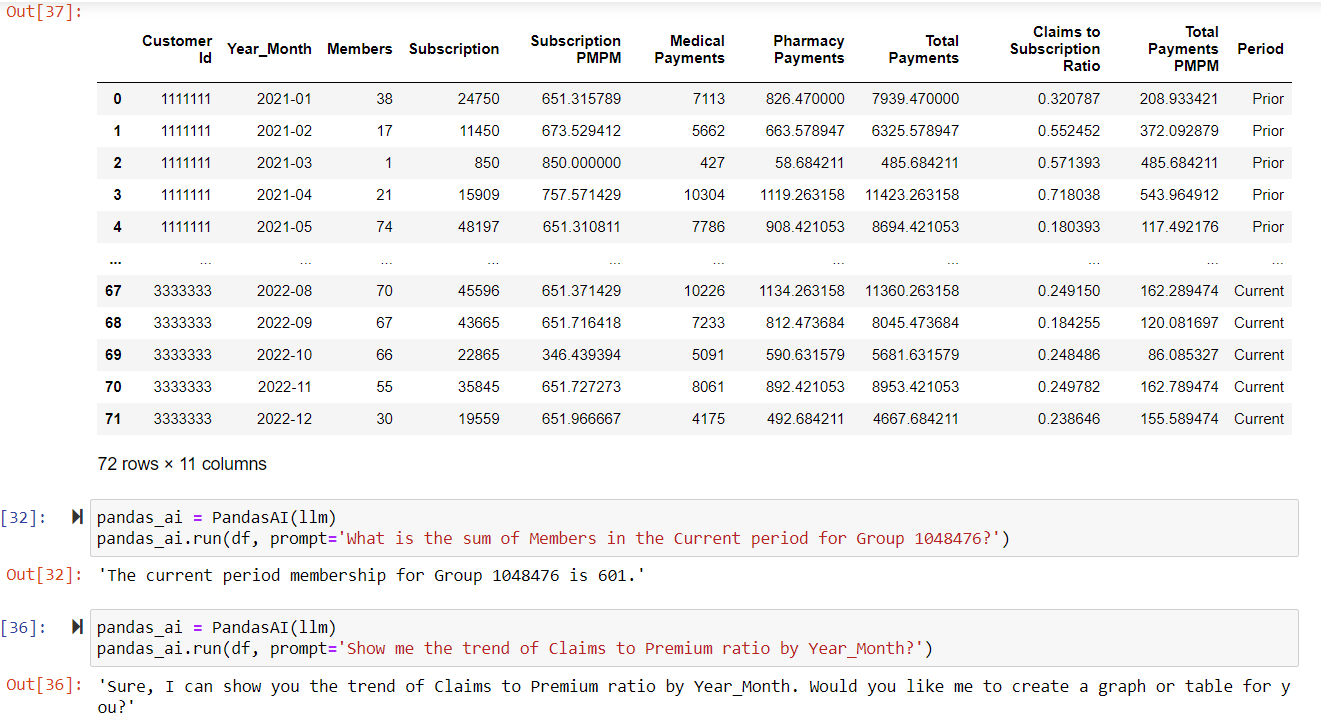 Out[37]:
Customer Id Year_Month Members Subscription Subscription PMPM Medical Payments Pharmacy Payments Total Payments Claims to Subscription Ratio Total Payments PMPM Period
0 1111111 2021-01 38 24750 651.315789 7113 826.470000 7939.470000 0.320787 208.933421 Prior
1 1111111 2021-02 17 11450 673.529412 5662 663.578947 6325.578947 0.552452 372.092879 Prior
2 1111111 2021-03 1 850 850.000000 427 58.684211 485.684211 0.571393 485.684211 Prior
3 1111111 2021-04 21 15909 757.571429 10304 1119.263158 11423.263158 0.718038 543.964912 Prior
4 1111111 2021-05 74 48197 651.310811 7786 908.421053 8694.421053 0.180393 117.492176 Prior
... ... ... ... ... ... ... ... ... ... ... ...
67 3333333 2022-08 70 45596 651.371429 10226 1134.263158 11360.263158 0.249150 162.289474 Current
68 3333333 2022-09 67 43665 651.716418 7233 812.473684 8045.473684 0.184255 120.081697 Current
69 3333333 2022-10 66 22865 346.439394 5091 590.631579 5681.631579 0.248486 86.085327 Current
70 3333333 2022-11 55 35845 651.727273 8061 892.421053 8953.421053 0.249782 162.789474 Current
71 3333333 2022-12 30 19559 651.966667 4175 492.684211 4667.684211 0.238646 155.589474 Current
72 rows × 11 columns
[32]: pandas_ai = PandasAI(llm)
pandas_ai.run(df, prompt='What is the sum of Members in the Current period for Group 1048476?')
Out[32]: 'The current period membership for Group 1048476 is 601.'
[36]: pandas_ai = PandasAI(llm)
pandas_ai.run(df, prompt='Show me the trend of Claims to Premium ratio by Year_Month?')
Out[36]: 'Sure, I can show you the trend of Claims to Premium ratio by Year_Month. Would you like me to create a graph or table for y
ou?'